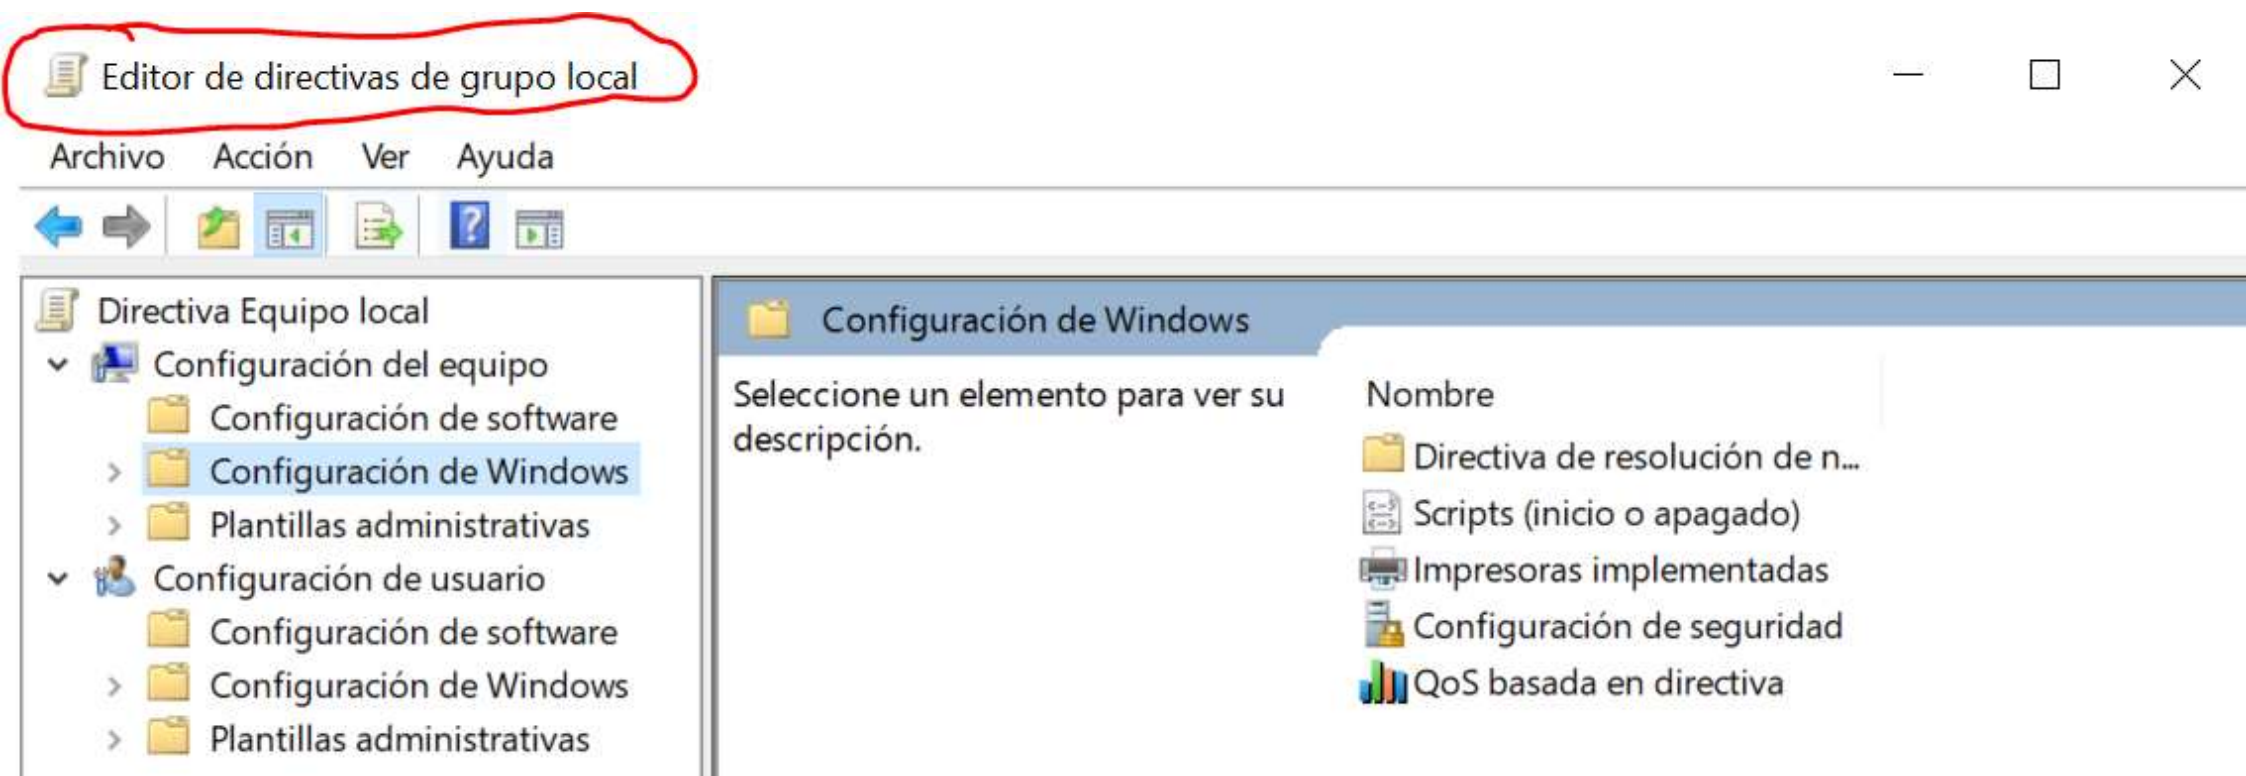 Editor de directivas de grupo local
Archivo Acción Ver Ayuda
Directiva Equipo local
Configuración del equipo
Configuración de software
Configuración de Windows
Plantillas administrativas
Configuración de usuario
Configuración de software
Configuración de Windows
Plantillas administrativas
Configuración de Windows
Seleccione un elemento para ver su
descripción.
Nombre
Directiva de resolución de n...
Scripts (inicio o apagado)
Impresoras implementadas
Configuración de seguridad
QoS basada en directiva